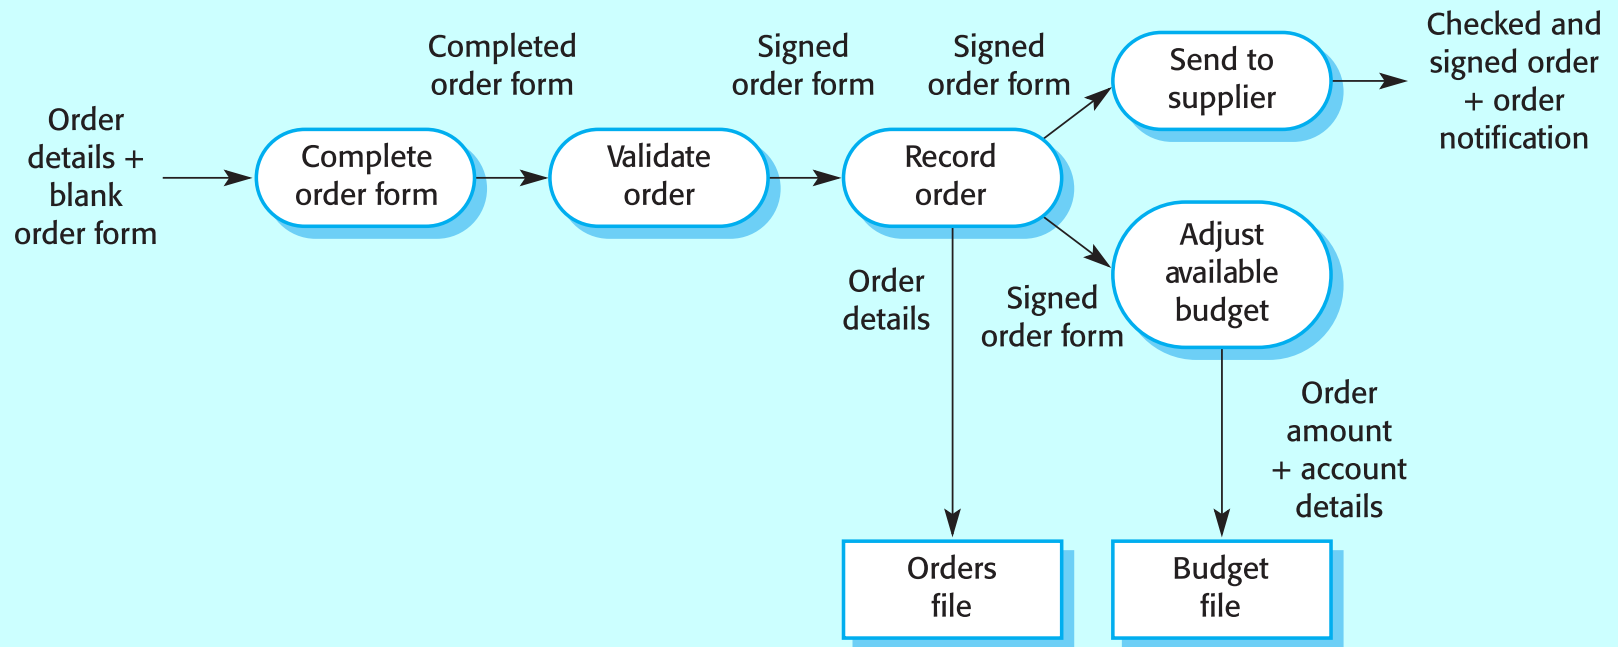 Order
details +
blank
order form
Complete
order form
Completed
order form
Validate
order
Signed
order form
Record
order
Signed
order form
Send to
supplier
Checked and
signed order
+ order
notification
Signed
order form
Adjust
available
budget
Order
details
Orders
file
Order
amount
+ account
details
Budget
file